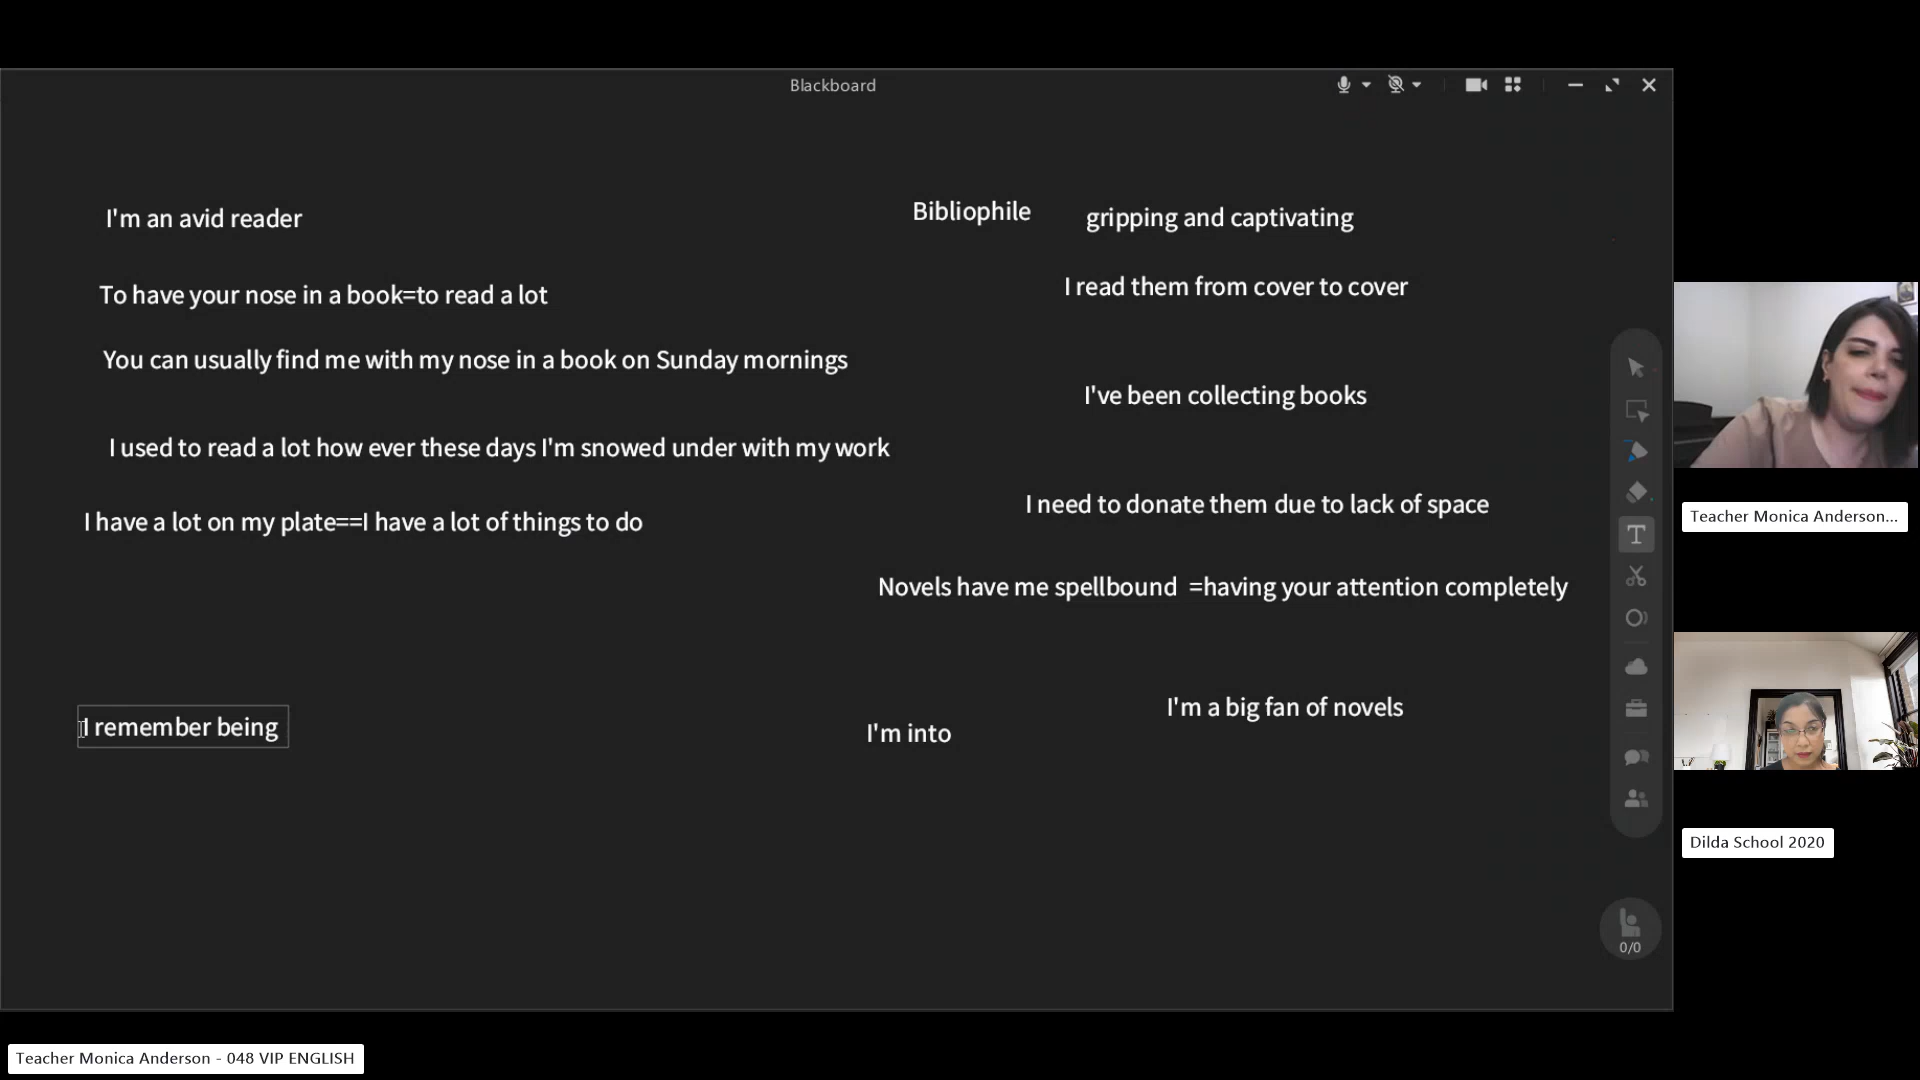 Blackboard
I'm an avid reader
Bibliophile
gripping and captivating
To have your nose in a book=to read a lot
I read them from cover to cover
You can usually find me with my nose in a book on Sunday mornings
I've been collecting books
I used to read a lot how ever these days I'm snowed under with my work
I have a lot on my plate==I have a lot of things to do
I need to donate them due to lack of space
Novels have me spellbound =having your attention completely
I remember being
I'm into
I'm a big fan of novels
Teacher Monica Anderson...
Dilda School 2020
0/0
Teacher Monica Anderson - 048 VIP ENGLISH